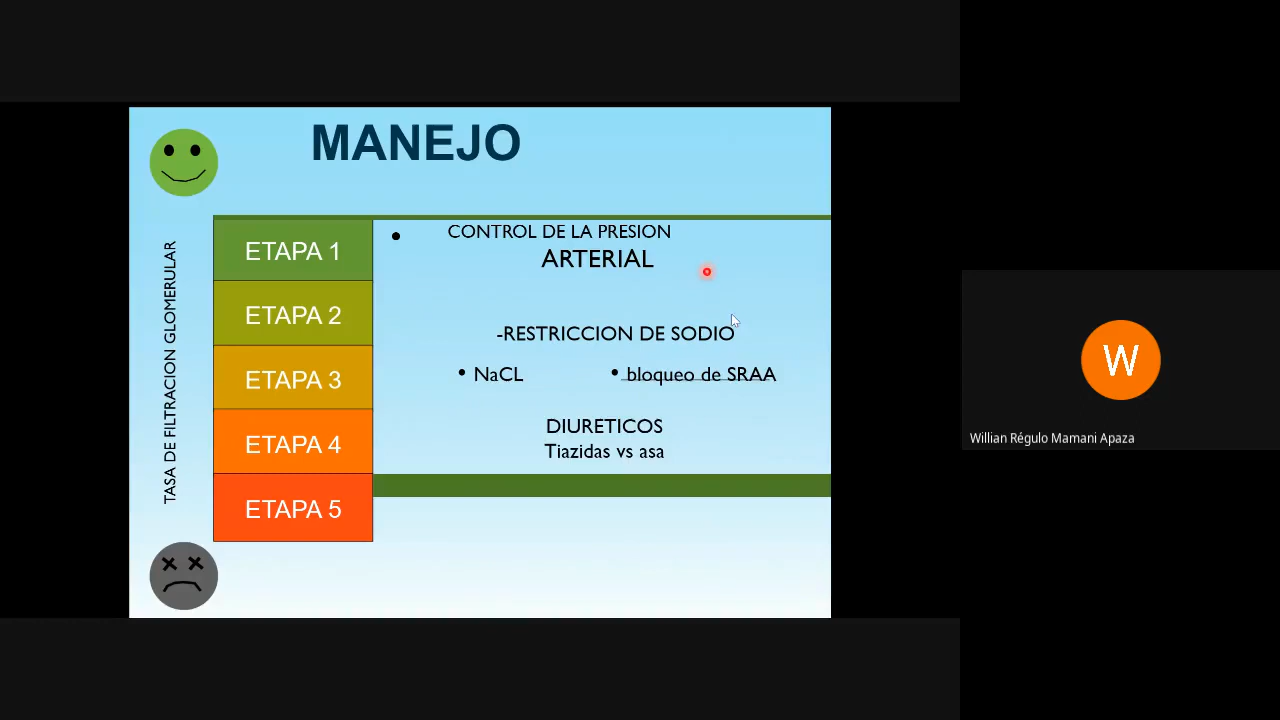 MANEJO
TASA DE FILTRACION GLOMERULAR
ETAPA 1
ETAPA 2
ETAPA 3
ETAPA 4
ETAPA 5
• CONTROL DE LA PRESION
ARTERIAL
-RESTRICCION DE SODIO
• NaCL • bloqueo de SRAA
DIURETICOS
Tiazidas vs asa
W
Willian Régulo Mamani Apaza